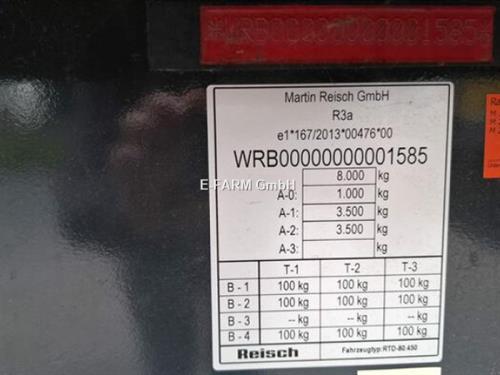 *WRB00000000001585*
Martin Reisch GmbH
R3a
e1*167/2013*00476*00
WRB00000000001585
8.000 kg
A-0: 1.000 kg
A-1: 3.500 kg
A-2: 3.500 kg
A-3: kg
E-FARM GmbH
T-1 T-2 T-3
B - 1 100 kg 100 kg 100 kg
B - 2 100 kg 100 kg 100 kg
B - 3 -- kg -- kg -- kg
B - 4 100 kg 100 kg 100 kg
Reisch Fahrzeugtyp: RTD-80.450